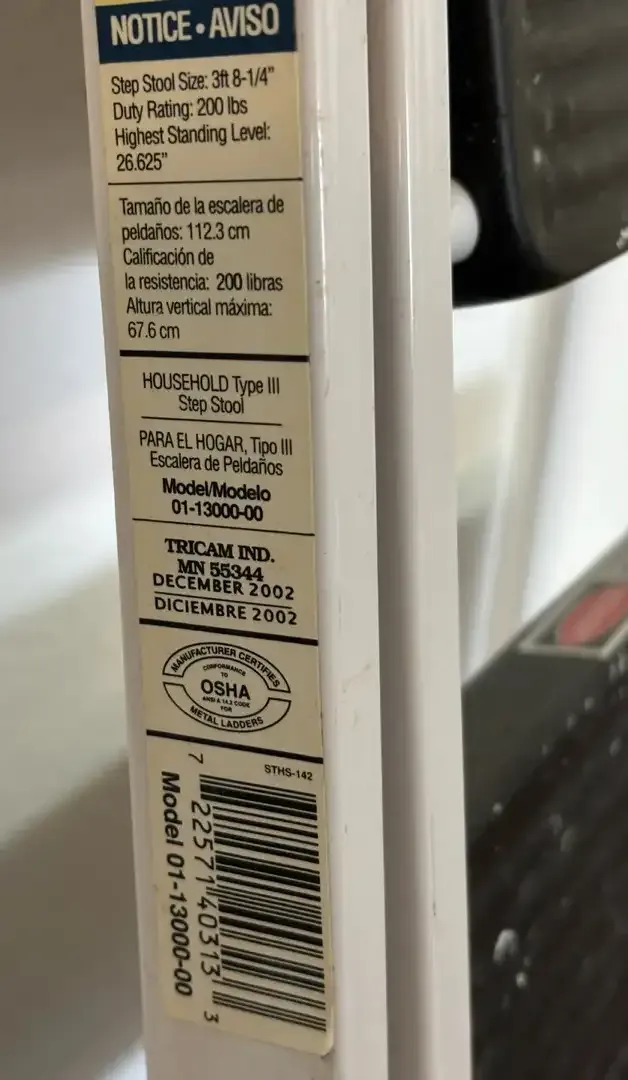 NOTICE • AVISO
Step Stool Size: 3ft 8-1/4"
Duty Rating: 200 lbs
Highest Standing Level:
26.625"
Tamaño de la escalera de
peldaños: 112.3 cm
Calificación de
la resistencia: 200 libras
Altura vertical máxima:
67.6 cm
HOUSEHOLD Type III
Step Stool
PARA EL HOGAR, Tipo III
Escalera de Peldaños
Model/Modelo
01-13000-00
TRICAM IND.
MN 55344
DECEMBER 2002
DICIEMBRE 2002
MANUFACTURER CERTIFIES
CONFORMANCE
TO
OSHA
ANSI A 14.2 CODE
FOR
METAL LADDERS
STHS-142
7 22571 40313 3
Model 01-13000-00